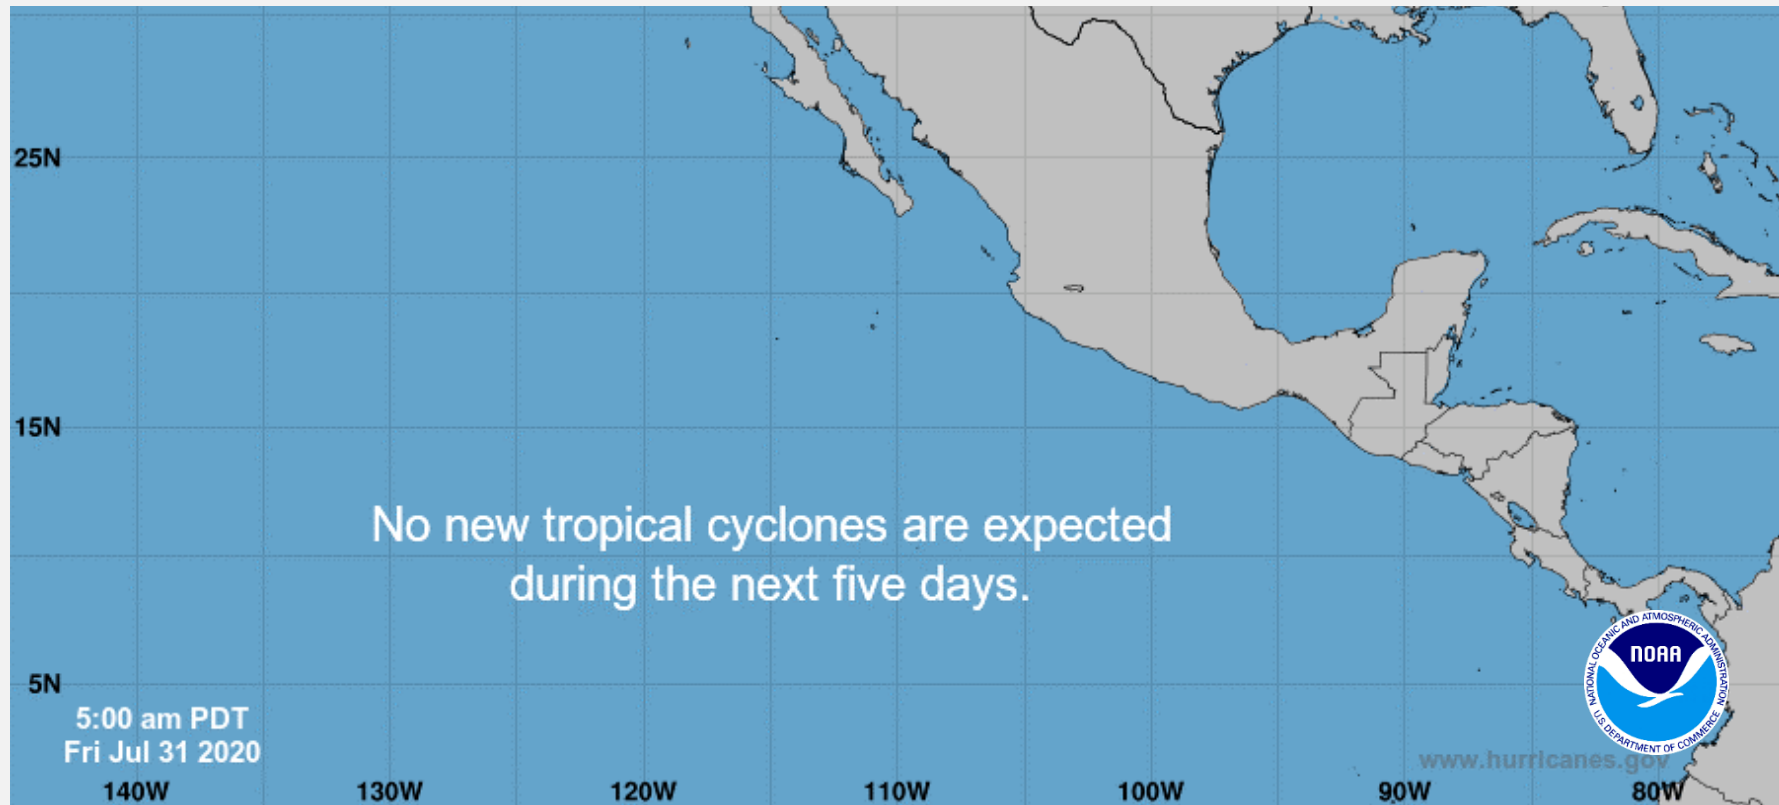 25N
15N
No new tropical cyclones are expected
during the next five days.
5N
5:00 am PDT
Fri Jul 31 2020
NATIONAL OCEANIC AND ATMOSPHERIC ADMINISTRATION
NOAA
U.S. DEPARTMENT OF COMMERCE
www.hurricanes.gov
140W 130W 120W 110W 100W 90W 80W